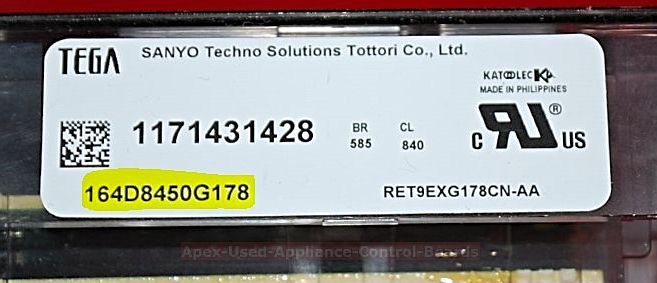 TEGA SANYO Techno Solutions Tottori Co., Ltd.
KATOLEC
MADE IN PHILIPPINES
1171431428
BR
585
CL
840
C UR ® US
164D8450G178
RET9EXG178CN-AA
Apex-Used-Appliance-Control-Boards